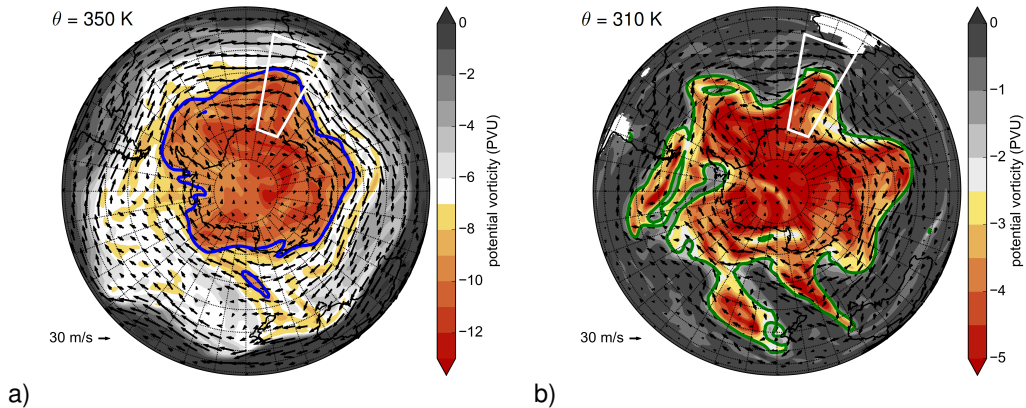 θ = 350 K
0
−2
−4
−6
−7
−8
−10
−12
potential vorticity (PVU)
30 m/s
a)
θ = 310 K
0
−1
−2
−3
−4
−5
potential vorticity (PVU)
30 m/s
b)